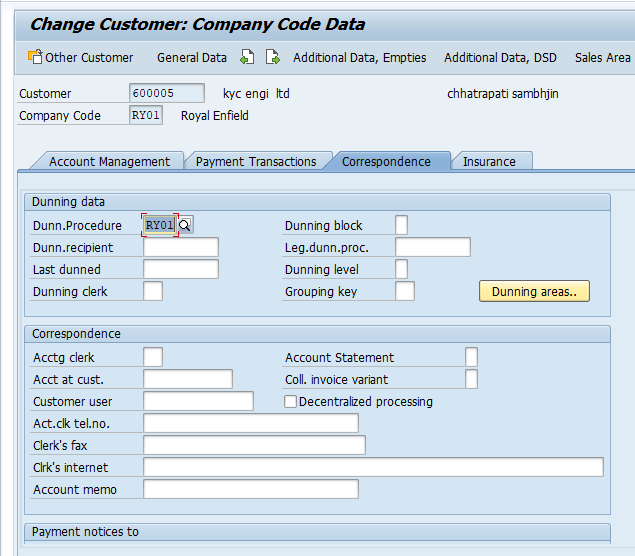 Change Customer: Company Code Data
Other Customer General Data Additional Data, Empties Additional Data, DSD Sales Area
Customer 600005 kyc engi ltd chhatrapati sambhjin
Company Code RY01 Royal Enfield
Account Management Payment Transactions Correspondence Insurance
Dunning data
Dunn.Procedure RY01 Dunning block
Dunn.recipient Leg.dunn.proc.
Last dunned Dunning level
Dunning clerk Grouping key Dunning areas..
Correspondence
Acctg clerk Account Statement
Acct at cust. Coll. invoice variant
Customer user Decentralized processing
Act.clk tel.no.
Clerk's fax
Clrk's internet
Account memo
Payment notices to